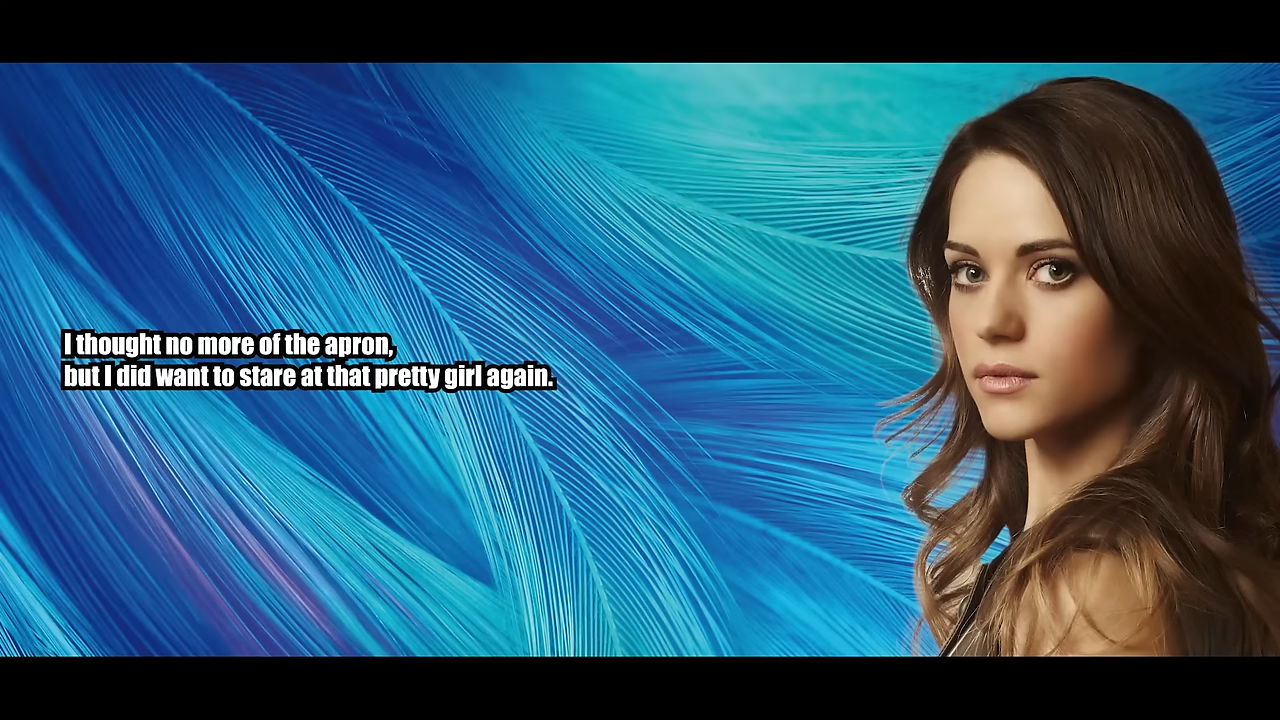 I thought no more of the apron,
but I did want to stare at that pretty girl again.